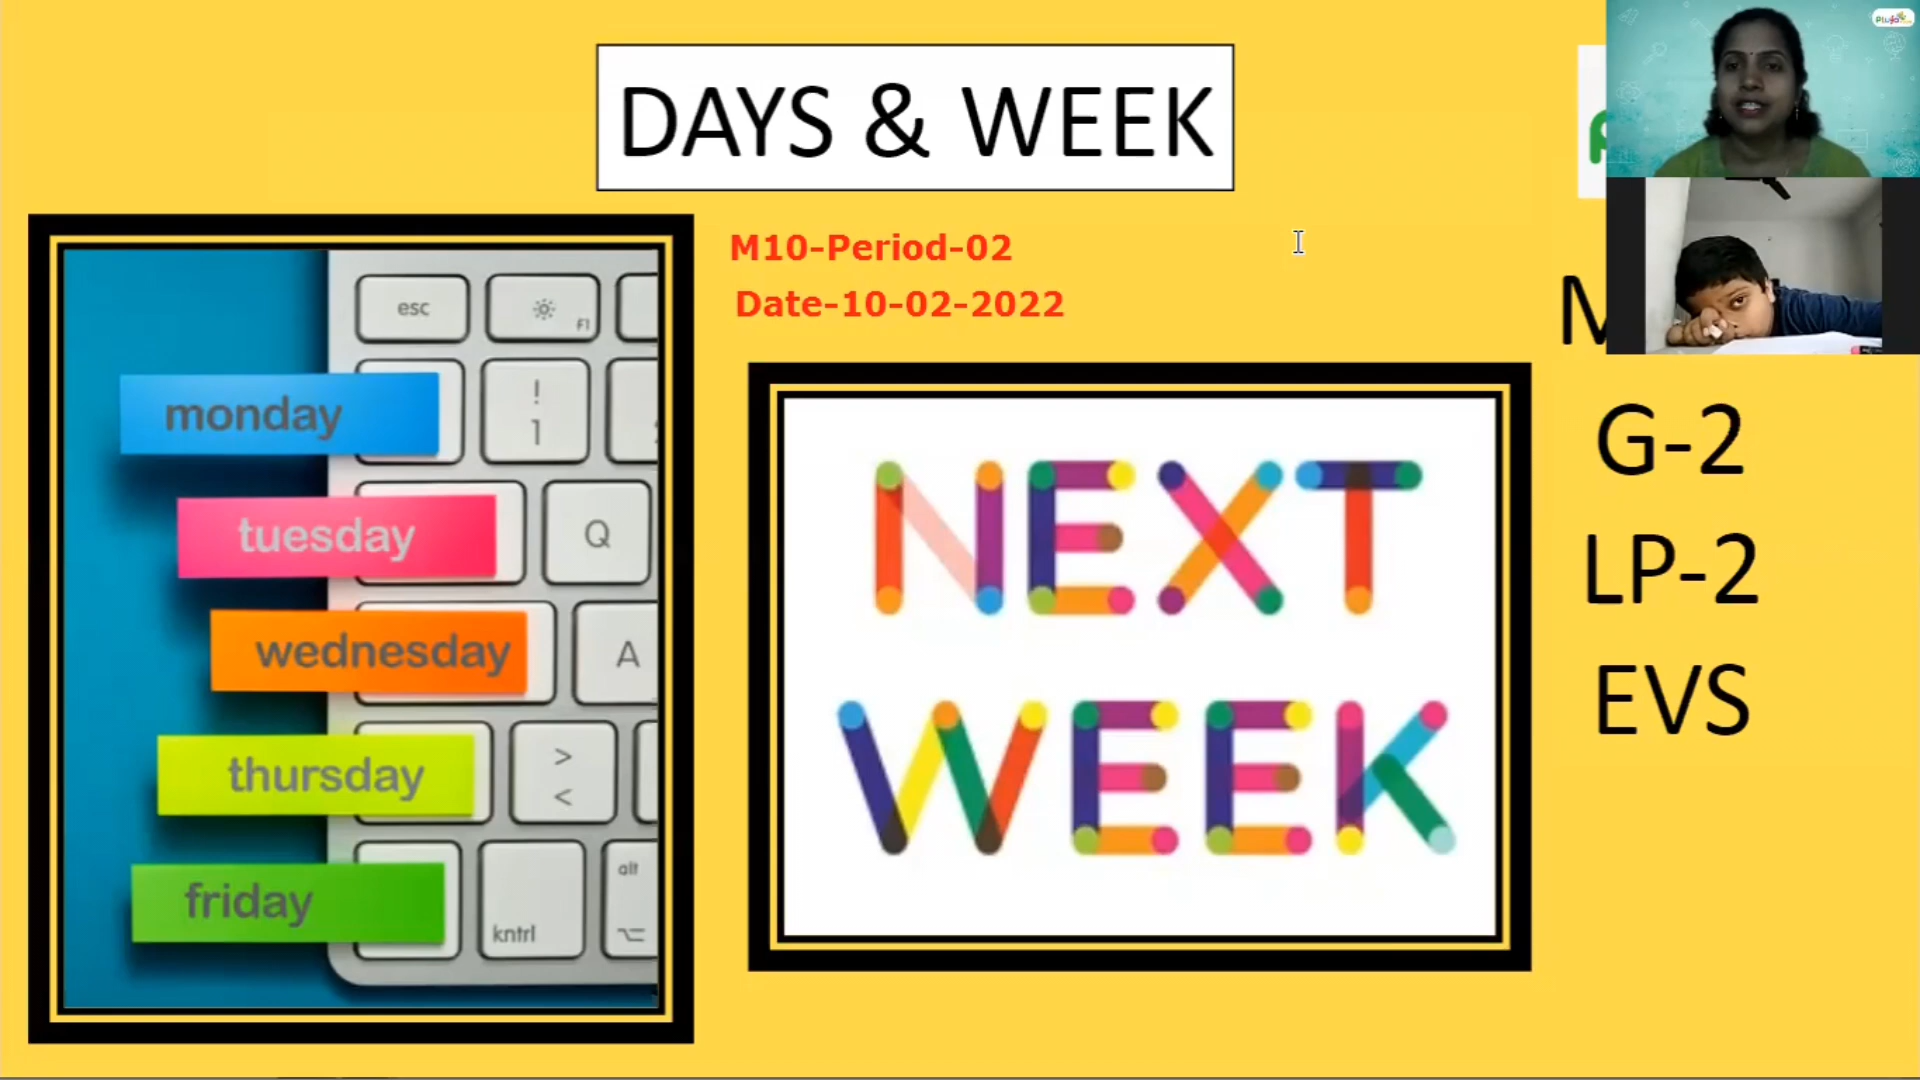 DAYS & WEEK
M10-Period-02
Date-10-02-2022
esc
F1
monday
!
1
tuesday
Q
wednesday
A
thursday
>
<
friday
kntrl
alt
NEXT
WEEK
M
G-2
LP-2
EVS